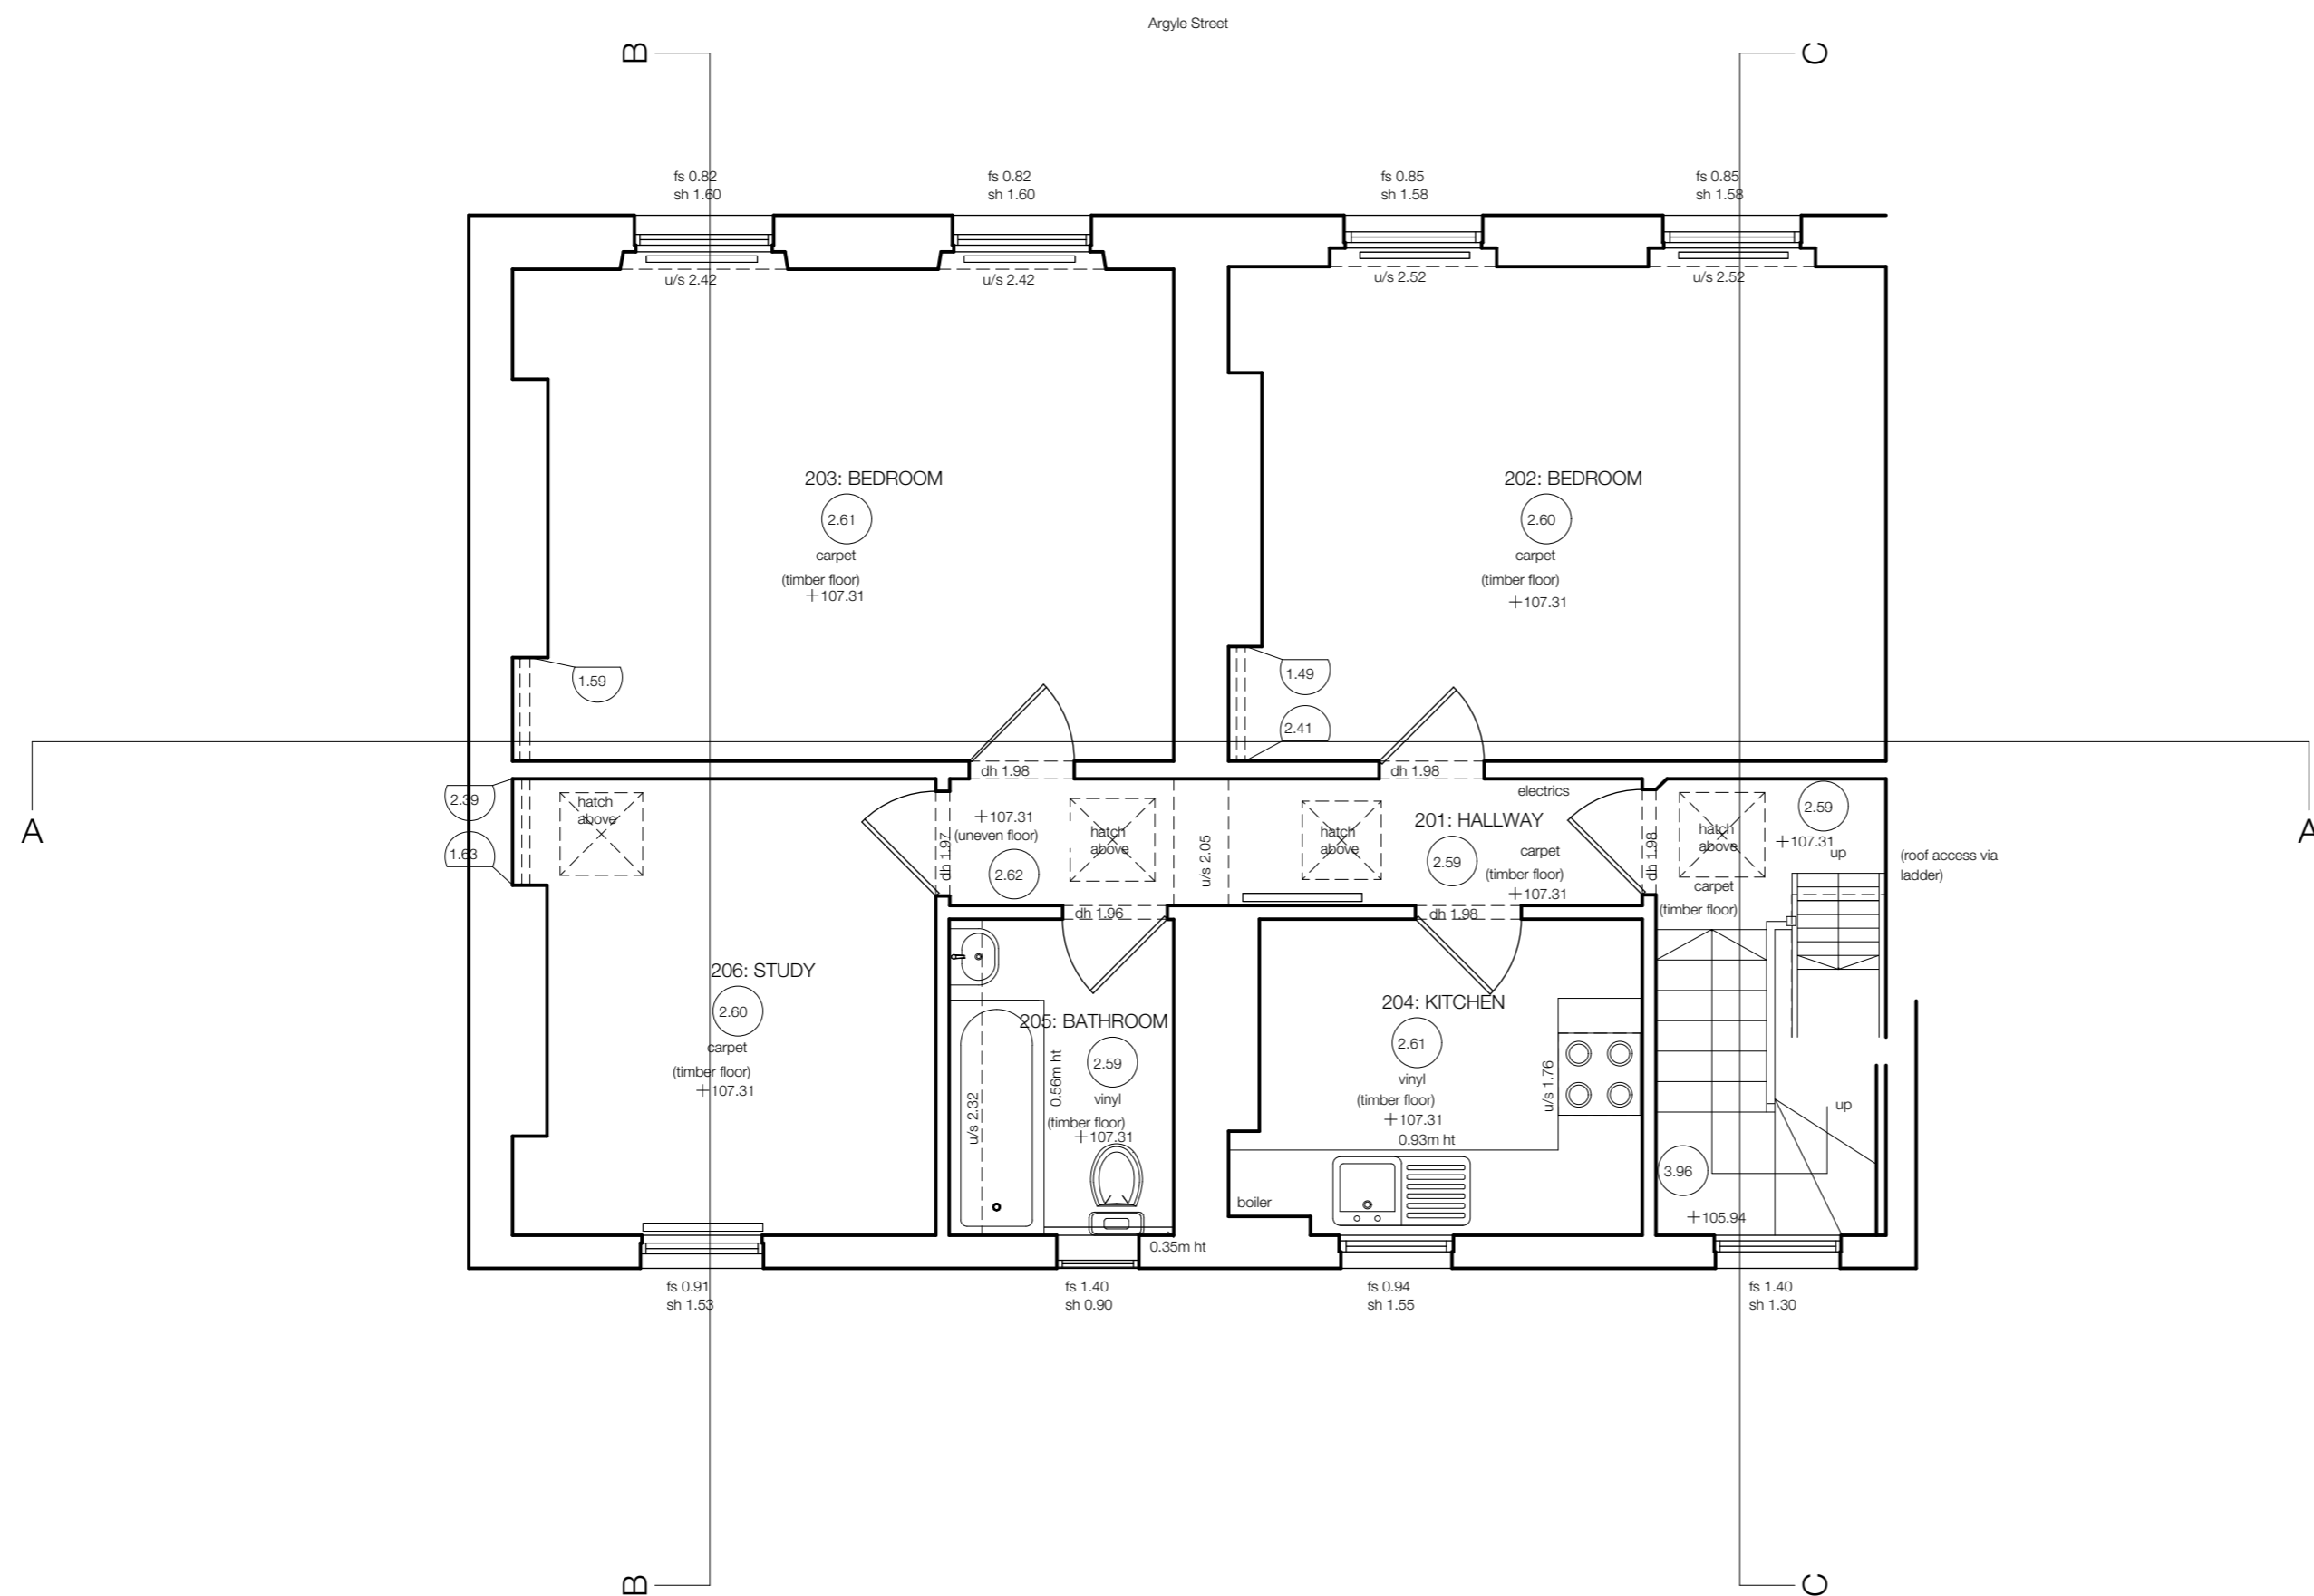 Argyle Street
B
C
fs 0.82
sh 1.60
fs 0.82
sh 1.60
fs 0.85
sh 1.58
fs 0.85
sh 1.58
u/s 2.42
u/s 2.42
u/s 2.52
u/s 2.52
203: BEDROOM
2.61
carpet
(timber floor)
+107.31
202: BEDROOM
2.60
carpet
(timber floor)
+107.31
1.59
1.49
2.41
dh 1.98
dh 1.98
A
A
2.39
1.63
hatch
above
dh 1.97
+107.31
(uneven floor)
2.62
hatch
above
u/s 2.05
hatch
above
electrics
201: HALLWAY
2.59
carpet
(timber floor)
+107.31
dh 1.98
hatch
above
2.59
+107.31
up
carpet
(timber floor)
(roof access via
ladder)
dh 1.96
dh 1.98
206: STUDY
2.60
carpet
(timber floor)
+107.31
205: BATHROOM
2.59
vinyl
(timber floor)
+107.31
u/s 2.32
0.56m ht
204: KITCHEN
2.61
vinyl
(timber floor)
+107.31
0.93m ht
u/s 1.76
up
3.96
boiler
+105.94
0.35m ht
fs 0.91
sh 1.53
fs 1.40
sh 0.90
fs 0.94
sh 1.55
fs 1.40
sh 1.30
B
C